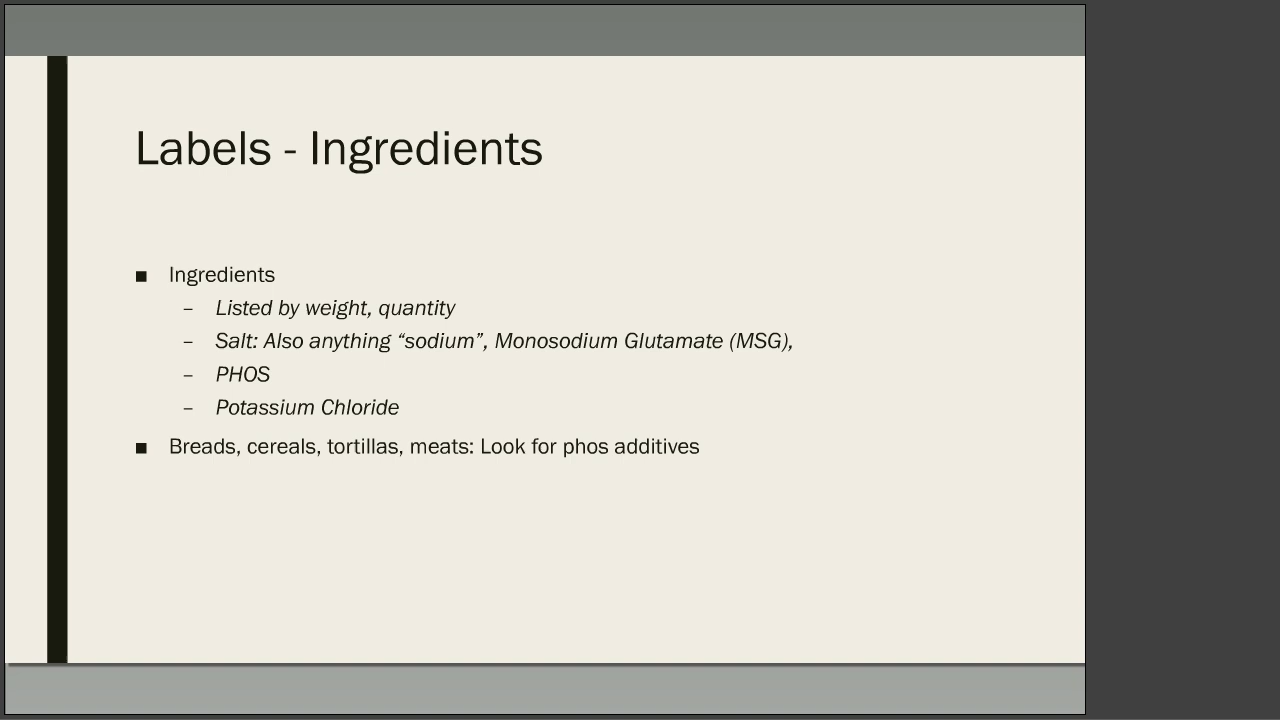 Labels - Ingredients
■ Ingredients
– Listed by weight, quantity
– Salt: Also anything “sodium”, Monosodium Glutamate (MSG),
– PHOS
– Potassium Chloride
■ Breads, cereals, tortillas, meats: Look for phos additives